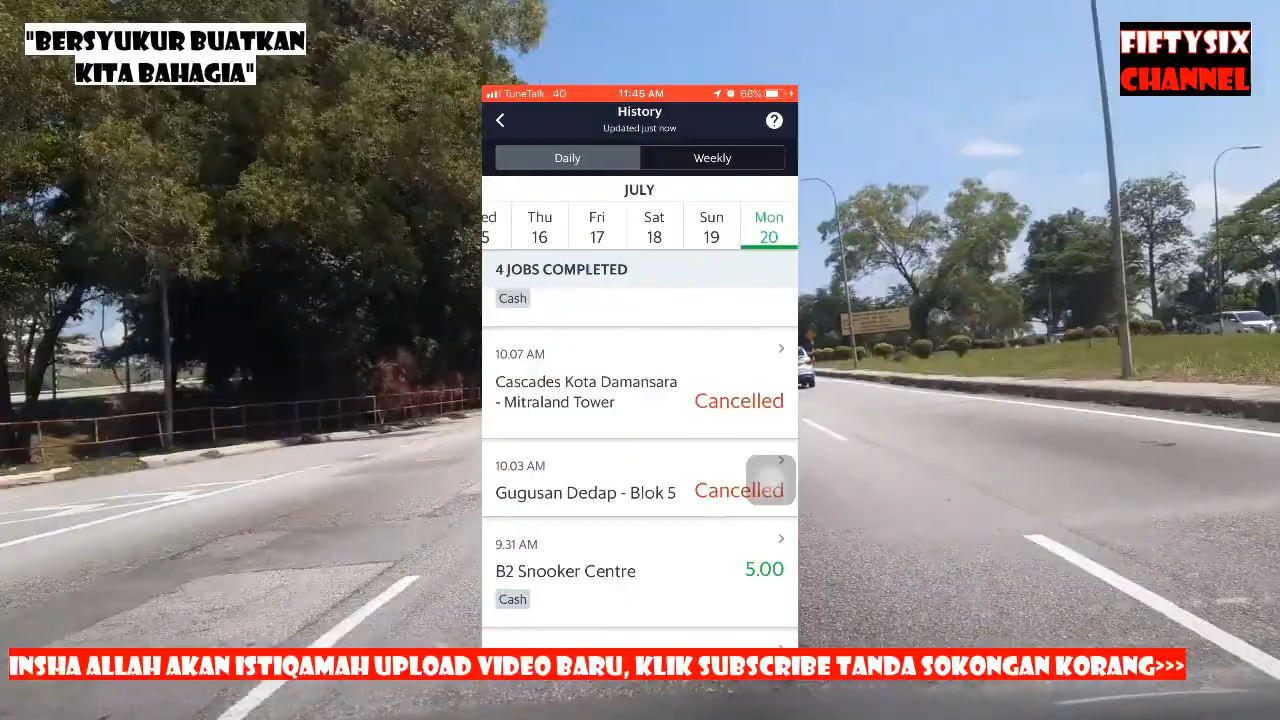 "BERSYUKUR BUATKAN
KITA BAHAGIA"
FIFTYSIX
CHANNEL
TuneTalk 4G 11:45 AM 66%
History
Updated just now
?
Daily Weekly
JULY
ed Thu Fri Sat Sun Mon
5 16 17 18 19 20
4 JOBS COMPLETED
Cash
10.07 AM
Cascades Kota Damansara
- Mitraland Tower
Cancelled
10.03 AM
Gugusan Dedap - Blok 5 Cancelled
9.31 AM
B2 Snooker Centre 5.00
Cash
INSHA ALLAH AKAN ISTIQAMAH UPLOAD VIDEO BARU, KLIK SUBSCRIBE TANDA SOKONGAN KORANG>>>